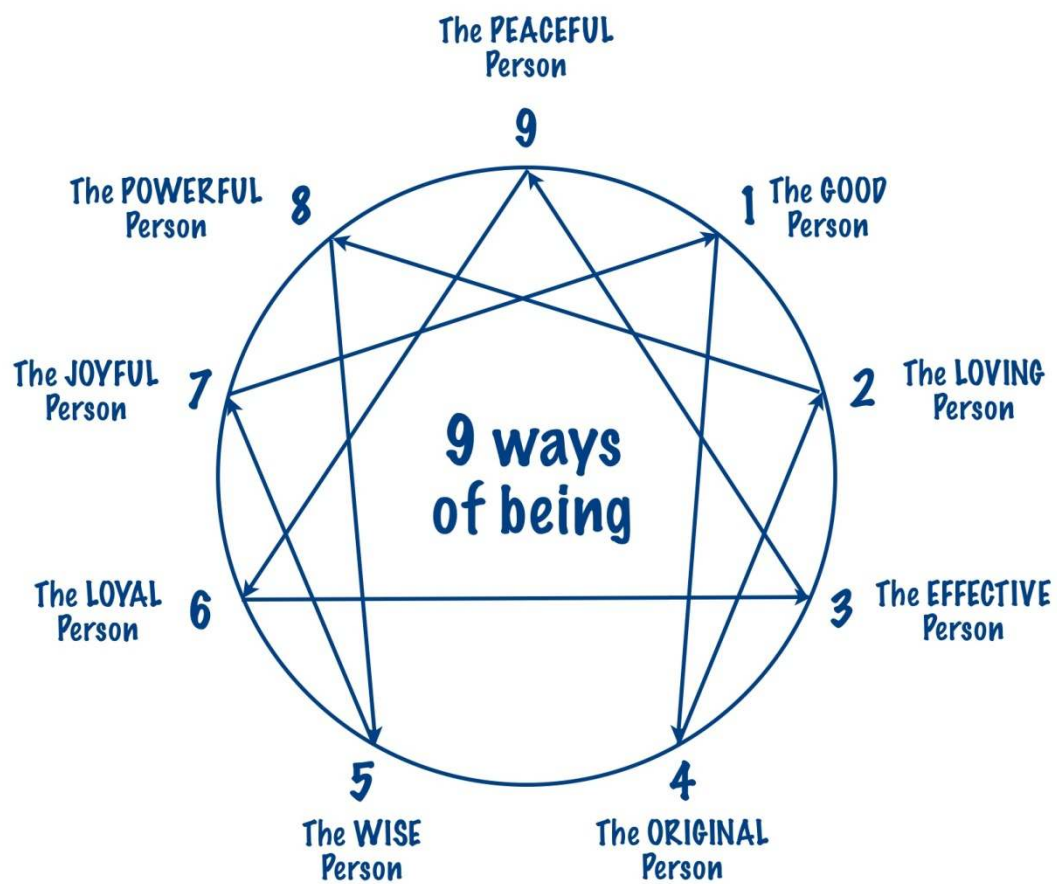 The PEACEFUL
Person
9
The POWERFUL
Person
8
1
The GOOD
Person
The JOYFUL
Person
7
2
The LOVING
Person
9 ways
of being
The LOYAL
Person
6
3
The EFFECTIVE
Person
5
The WISE
Person
4
The ORIGINAL
Person